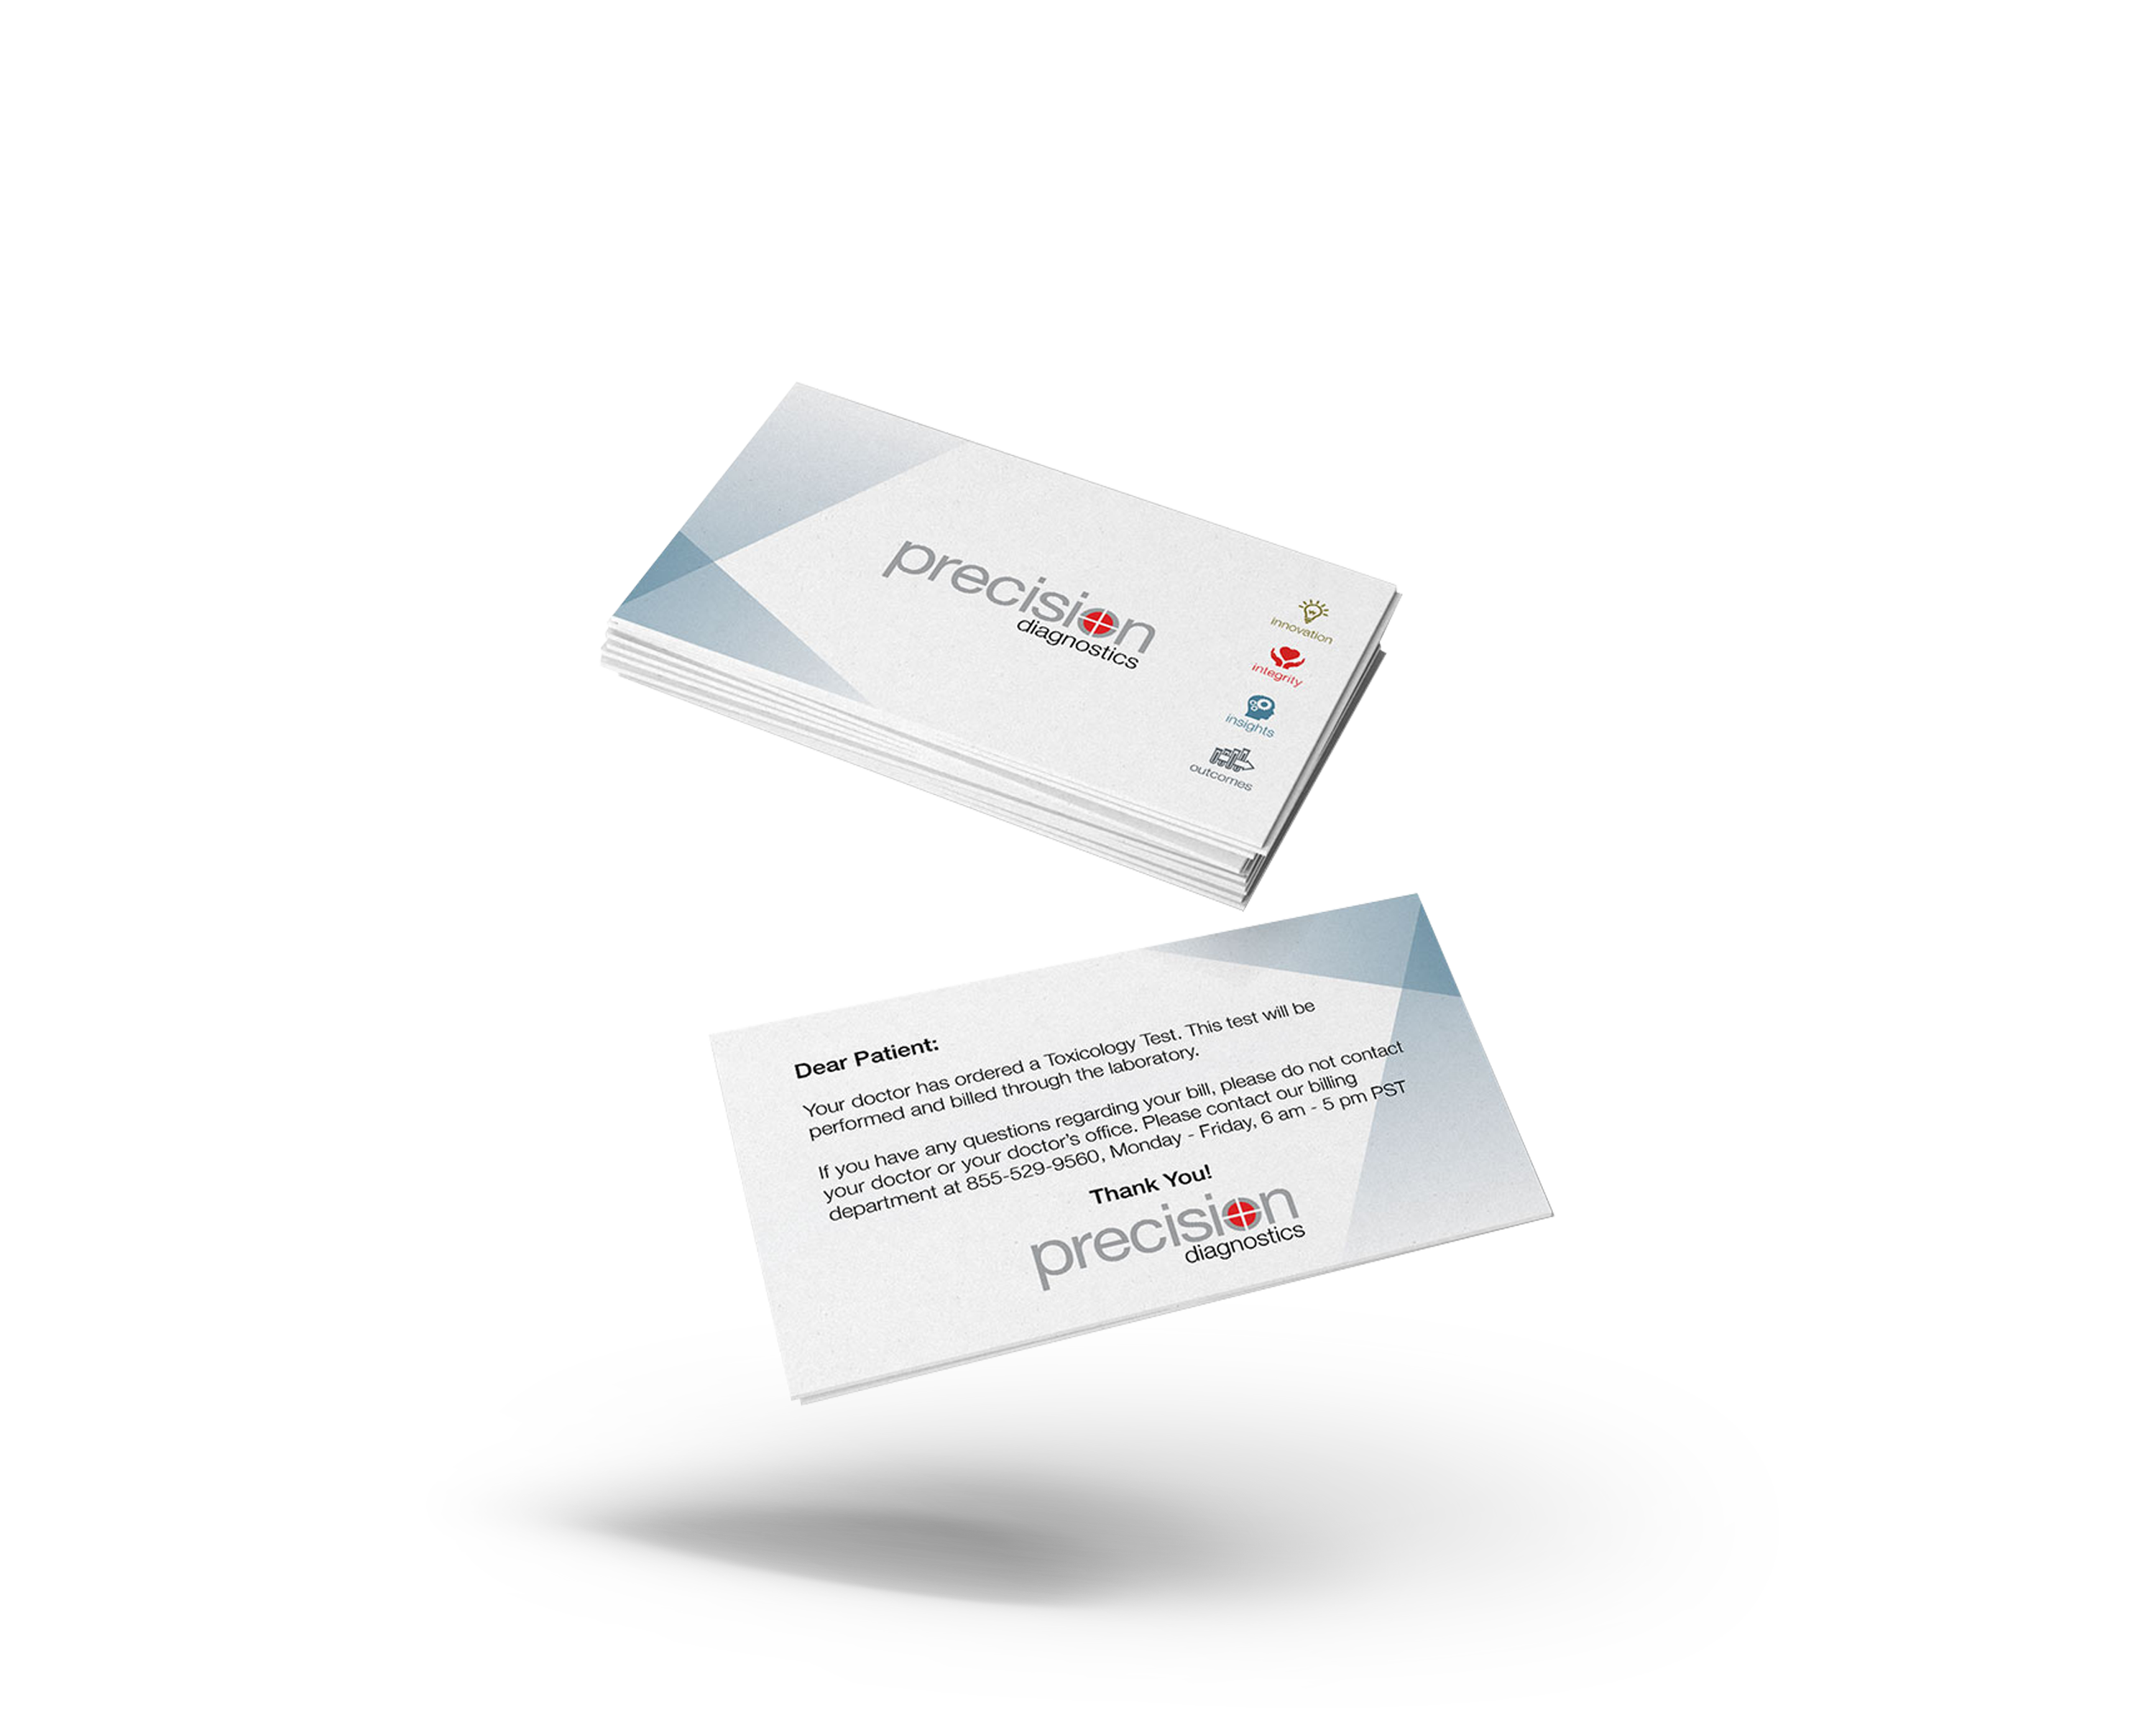 precision
diagnostics
innovation
integrity
insights
outcomes
Dear Patient:
Your doctor has ordered a Toxicology Test. This test will be
performed and billed through the laboratory.
If you have any questions regarding your bill, please do not contact
your doctor or your doctor's office. Please contact our billing
department at 855-529-9560, Monday - Friday, 6 am - 5 pm PST
Thank You!
precision
diagnostics